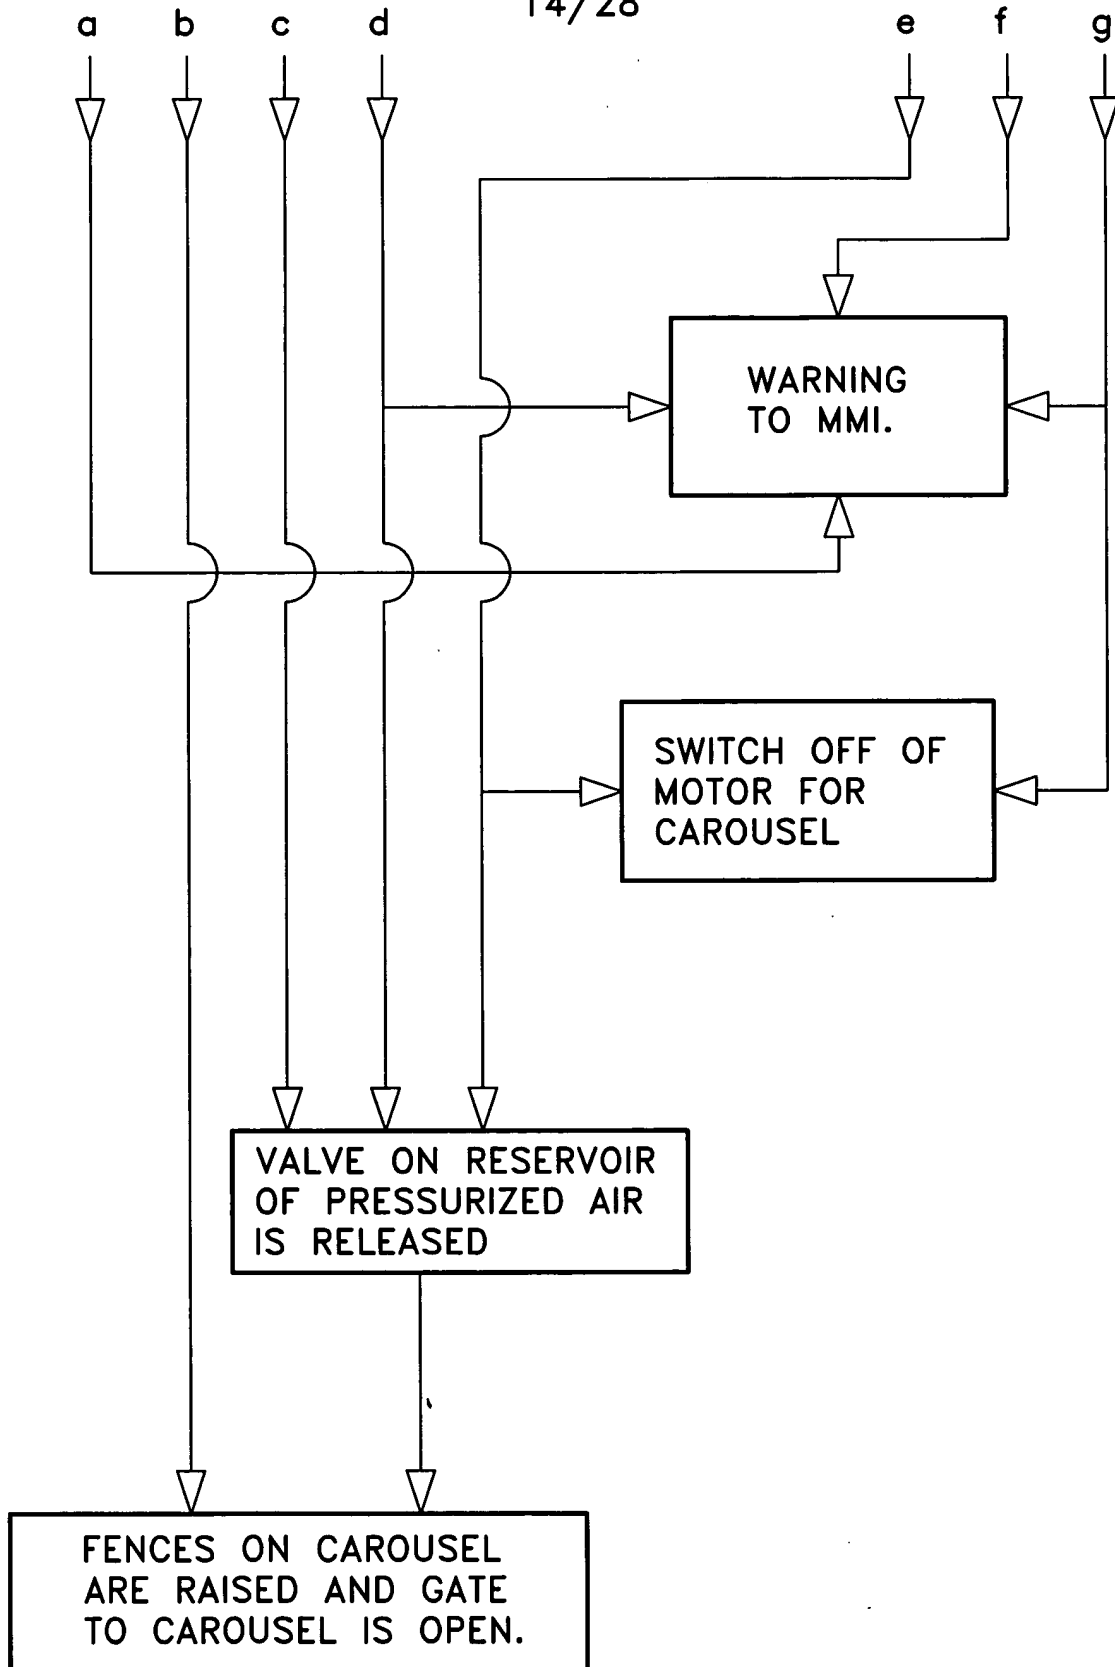 14/28
a b c d e f g
WARNING
TO MMI.
SWITCH OFF OF
MOTOR FOR
CAROUSEL
VALVE ON RESERVOIR
OF PRESSURIZED AIR
IS RELEASED
FENCES ON CAROUSEL
ARE RAISED AND GATE
TO CAROUSEL IS OPEN.